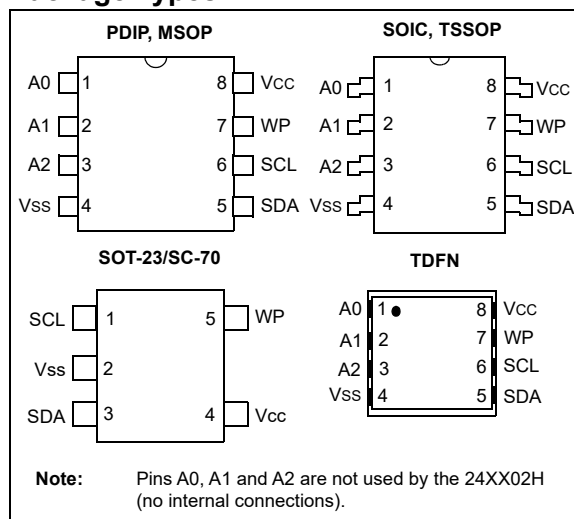 PDIP, MSOP
A0 1 8 VCC
A1 2 7 WP
A2 3 6 SCL
VSS 4 5 SDA
SOIC, TSSOP
A0 1 8 VCC
A1 2 7 WP
A2 3 6 SCL
VSS 4 5 SDA
SOT-23/SC-70
SCL 1 5 WP
Vss 2
SDA 3 4 Vcc
TDFN
A0 1 8 VCC
A1 2 7 WP
A2 3 6 SCL
VSS 4 5 SDA
Note: Pins A0, A1 and A2 are not used by the 24XX02H
(no internal connections).